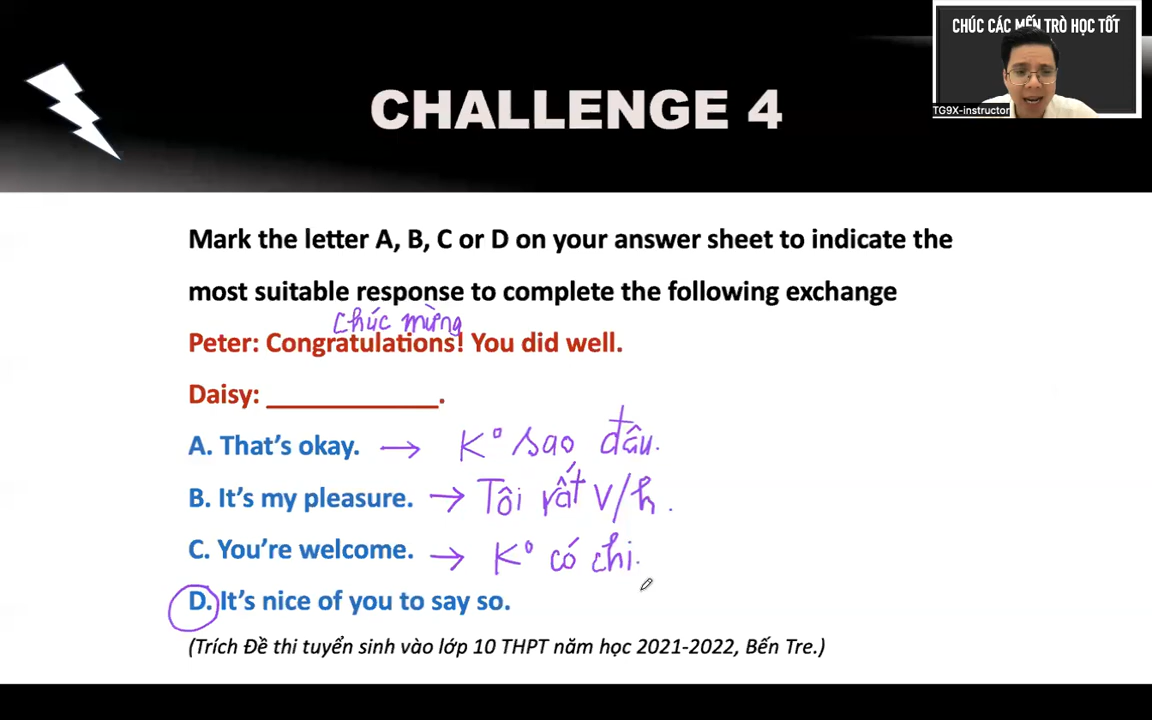 CHÚC CÁC MẾN TRÒ HỌC TỐT
TG9X-instructor
CHALLENGE 4
Mark the letter A, B, C or D on your answer sheet to indicate the
most suitable response to complete the following exchange
Chúc mừng
Peter: Congratulations! You did well.
Daisy: _____________.
A. That's okay. → K° sao đâu.
B. It's my pleasure. → Tôi rất v/h.
C. You're welcome. → K° có chi.
D. It's nice of you to say so.
(Trích Đề thi tuyển sinh vào lớp 10 THPT năm học 2021-2022, Bến Tre.)